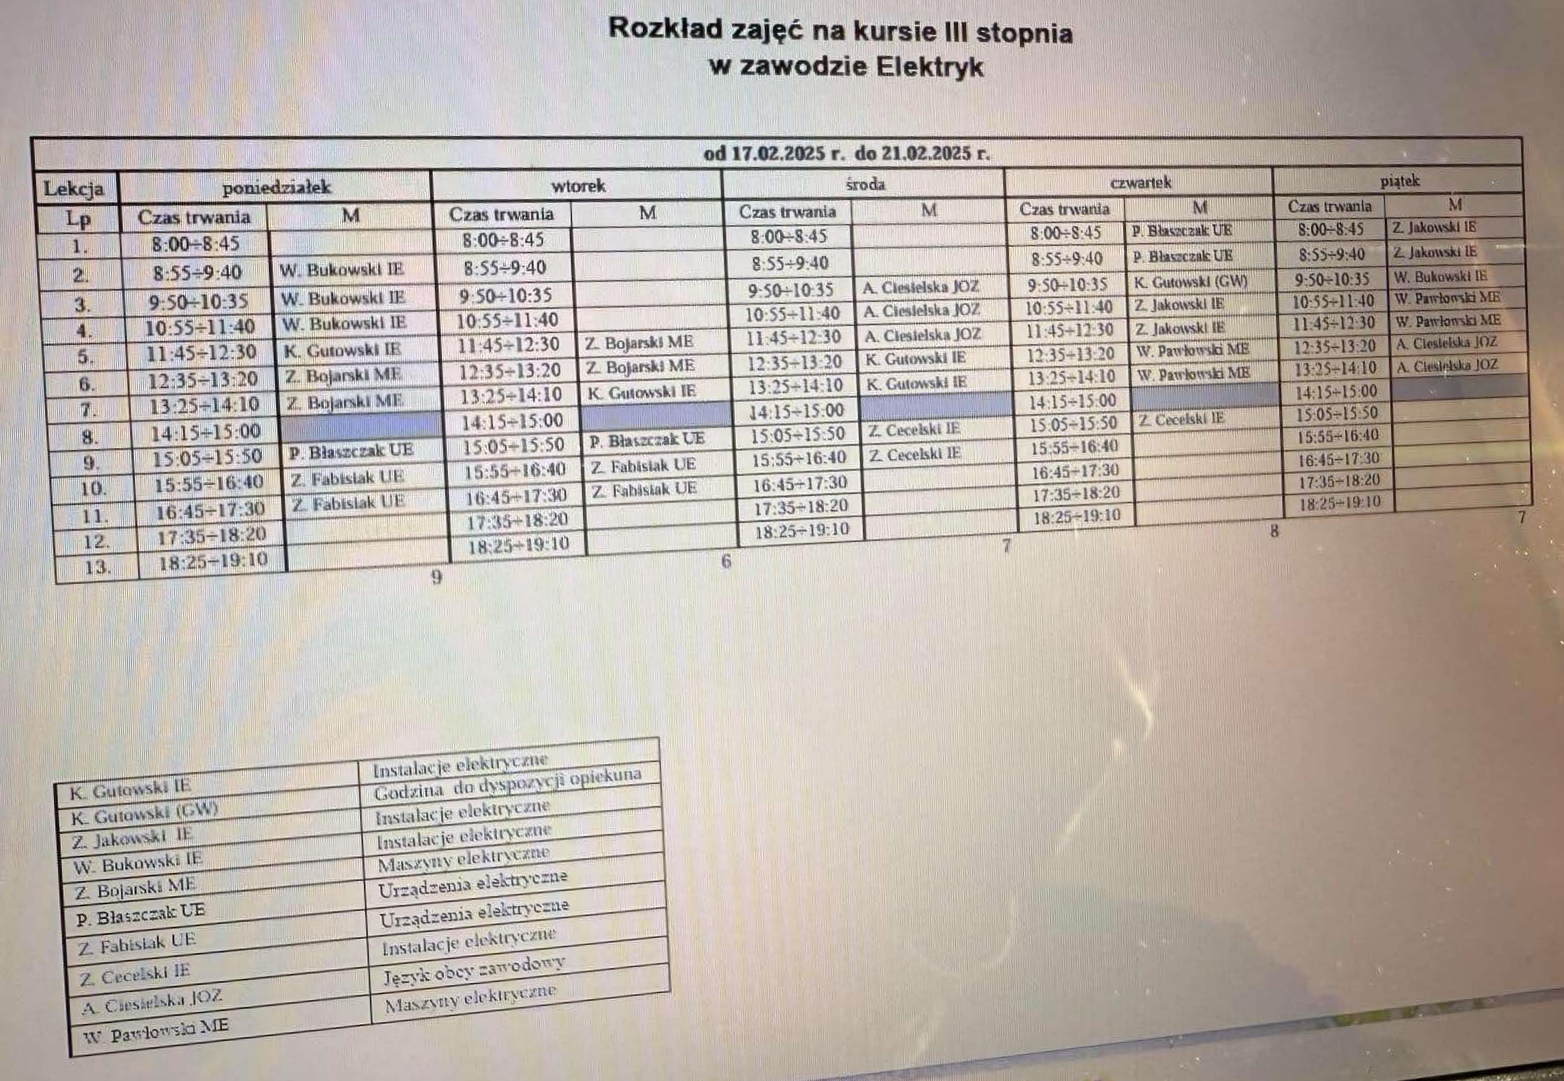 Rozkład zajęć na kursie III stopnia
w zawodzie Elektryk
od 17.02.2025 r. do 21.02.2025 r.
Lekcja poniedziałek wtorek środa czwartek piątek
Lp Czas trwania M Czas trwania M Czas trwania M Czas trwania M Czas trwania M
1. 8:00÷8:45 8:00÷8:45 8:00÷8:45 8:00÷8:45 P. Błaszczak UE 8:00÷8:45 Z. Jakowski IE
2. 8:55÷9:40 W. Bukowski IE 8:55÷9:40 8:55÷9:40 8:55÷9:40 P. Błaszczak UE 8:55÷9:40 Z. Jakowski IE
3. 9:50÷10:35 W. Bukowski IE 9:50÷10:35 9:50÷10:35 A. Ciesielska JOZ 9:50÷10:35 K. Gutowski (GW) 9:50÷10:35 W. Bukowski IE
4. 10:55÷11:40 W. Bukowski IE 10:55÷11:40 10:55÷11:40 A. Ciesielska JOZ 10:55÷11:40 Z. Jakowski IE 10:55÷11:40 W. Pawłowski ME
5. 11:45÷12:30 K. Gutowski IE 11:45÷12:30 Z. Bojarski ME 11:45÷12:30 A. Ciesielska JOZ 11:45÷12:30 Z. Jakowski IE 11:45÷12:30 W. Pawłowski ME
6. 12:35÷13:20 Z. Bojarski ME 12:35÷13:20 Z. Bojarski ME 12:35÷13:20 K. Gutowski IE 12:35÷13:20 W. Pawłowski ME 12:35÷13:20 A. Ciesielska JOZ
7. 13:25÷14:10 Z. Bojarski ME 13:25÷14:10 K. Gutowski IE 13:25÷14:10 K. Gutowski IE 13:25÷14:10 W. Pawłowski ME 13:25÷14:10 A. Ciesielska JOZ
8. 14:15÷15:00 14:15÷15:00 14:15÷15:00 14:15÷15:00 14:15÷15:00
9. 15:05÷15:50 P. Błaszczak UE 15:05÷15:50 P. Błaszczak UE 15:05÷15:50 Z. Cecelski IE 15:05÷15:50 Z. Cecelski IE 15:05÷15:50
10. 15:55÷16:40 Z. Fabisiak UE 15:55÷16:40 Z. Fabisiak UE 15:55÷16:40 Z. Cecelski IE 15:55÷16:40 15:55÷16:40
11. 16:45÷17:30 Z. Fabisiak UE 16:45÷17:30 Z. Fabisiak UE 16:45÷17:30 16:45÷17:30 16:45÷17:30
12. 17:35÷18:20 17:35÷18:20 17:35÷18:20 17:35÷18:20 17:35÷18:20
13. 18:25÷19:10 18:25÷19:10 18:25÷19:10 18:25÷19:10 18:25÷19:10
9 6 7 8 7
K. Gutowski IE Instalacje elektryczne
K. Gutowski (GW) Godzina do dyspozycji opiekuna
Z. Jakowski IE Instalacje elektryczne
W. Bukowski IE Instalacje elektryczne
Z. Bojarski ME Maszyny elektryczne
P. Błaszczak UE Urządzenia elektryczne
Z. Fabisiak UE Urządzenia elektryczne
Z. Cecelski IE Instalacje elektryczne
A. Ciesielska JOZ Język obcy zawodowy
W. Pawłowski ME Maszyny elektryczne